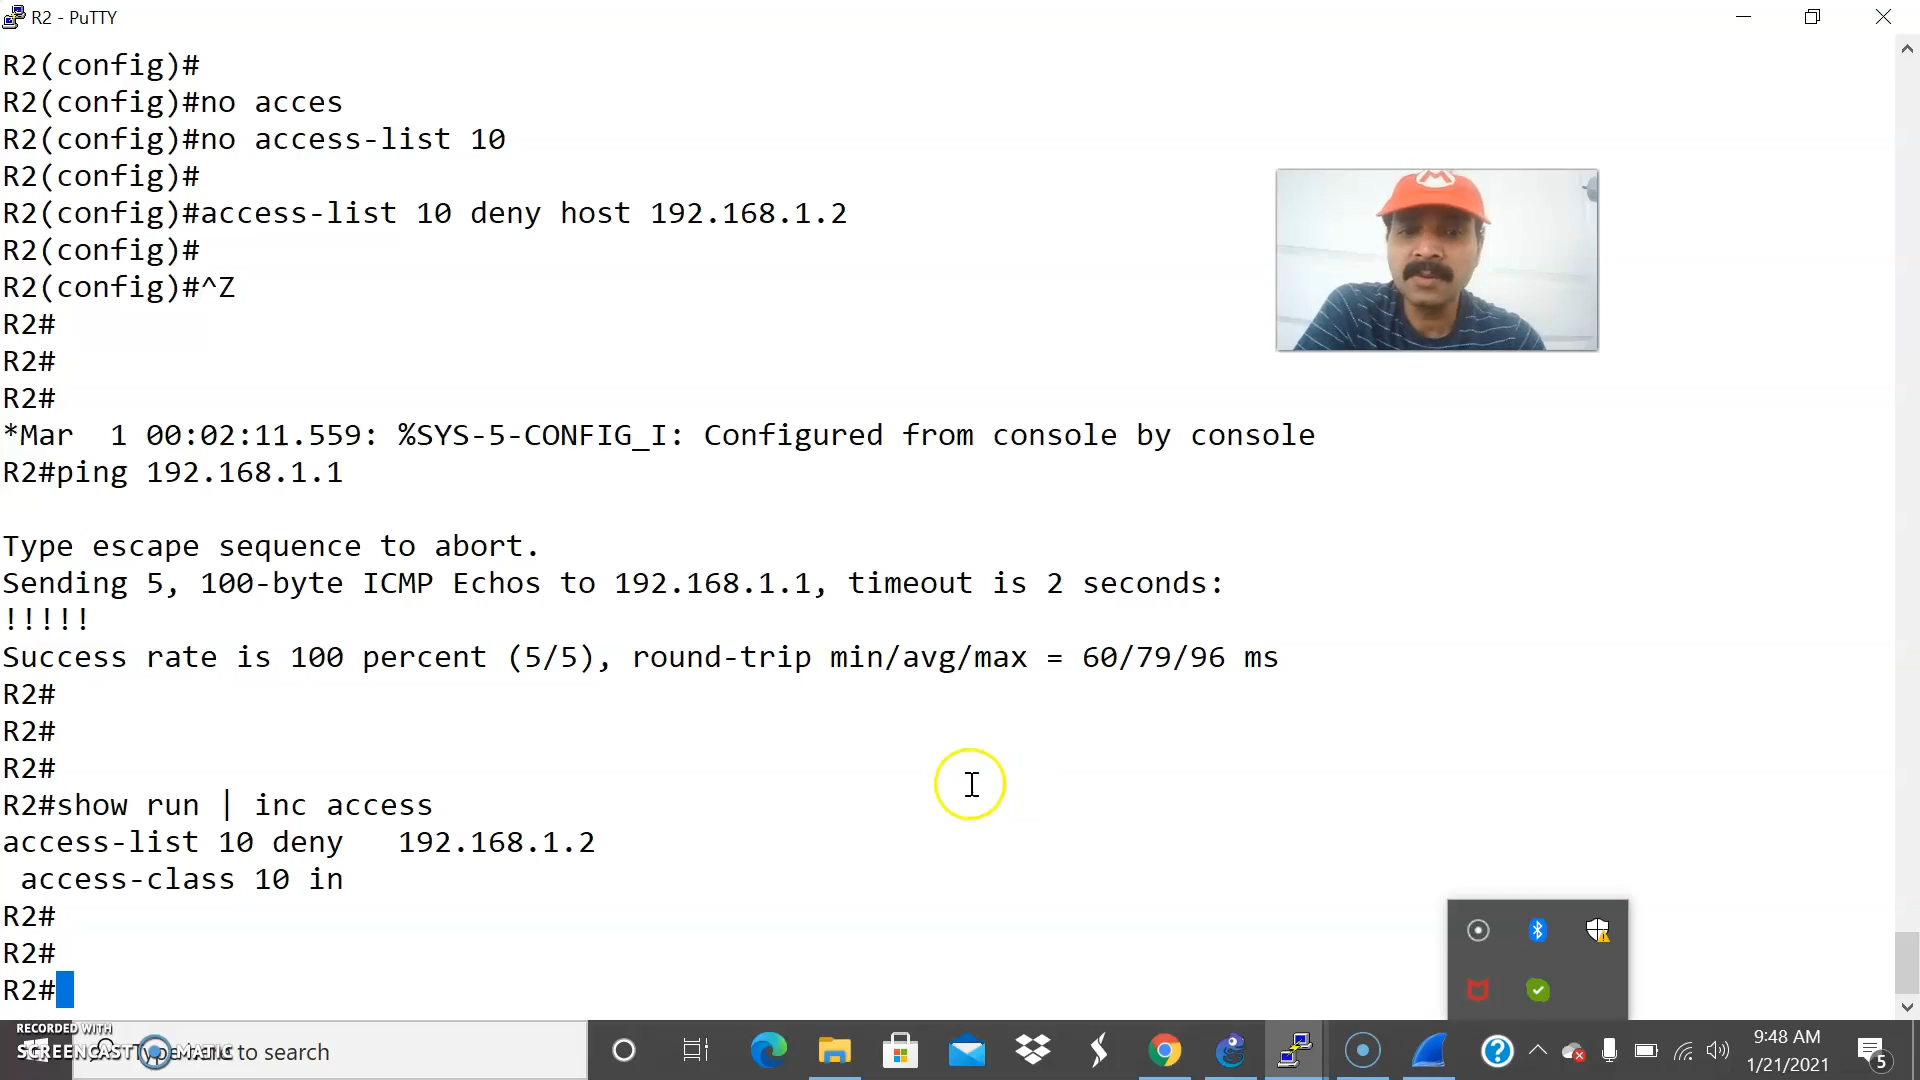 R2 - PuTTY
R2(config)#
R2(config)#no acces
R2(config)#no access-list 10
R2(config)#
R2(config)#access-list 10 deny host 192.168.1.2
R2(config)#
R2(config)#^Z
R2#
R2#
R2#
*Mar  1 00:02:11.559: %SYS-5-CONFIG_I: Configured from console by console
R2#ping 192.168.1.1
Type escape sequence to abort.
Sending 5, 100-byte ICMP Echos to 192.168.1.1, timeout is 2 seconds:
!!!!!
Success rate is 100 percent (5/5), round-trip min/avg/max = 60/79/96 ms
R2#
R2#
R2#
R2#show run | inc access
access-list 10 deny   192.168.1.2
 access-class 10 in
R2#
R2#
R2#
RECORDED WITH
SCREENCAST MATIC
to search
9:48 AM
1/21/2021
5